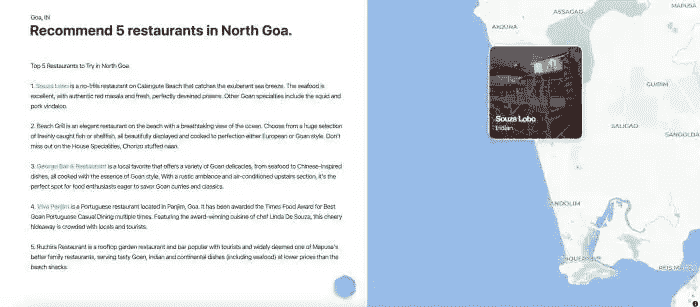 Goa, IN
Recommend 5 restaurants in North Goa.
Top 5 Restaurants to Try in North Goa:
1. Souza Lobo is a no-frills restaurant on Calangute Beach that catches the exuberant sea breeze. The seafood is
excellent, with authentic red masala and fresh, perfectly deveined prawns. Other Goan specialties include the squid and
pork vindaloo.
2. Beach Grill is an elegant restaurant on the beach with a breathtaking view of the ocean. Choose from a huge selection
of freshly caught fish or shellfish, all beautifully displayed and cooked to perfection either European or Goan style. Don't
miss out on the House Specialties, Chorizo stuffed naan.
3. George Bar & Restaurant is a local favorite that offers a variety of Goan delicacies, from seafood to Chinese-inspired
dishes, all cooked with the essence of Goan style. With a rustic ambiance and air-conditioned upstairs section, it's the
perfect spot for food enthusiasts eager to savor Goan curries and classics.
4. Viva Panjim is a Portuguese restaurant located in Panjim, Goa. It has been awarded the Times Food Award for Best
Goan Portuguese Casual Dining multiple times. Featuring the award-winning cuisine of chef Linda De Souza, this cheery
hideaway is crowded with locals and tourists.
5. Ruchira Restaurant is a rooftop garden restaurant and bar popular with tourists and widely deemed one of Mapusa's
better family restaurants, serving tasty Goan, Indian and continental dishes (including seafood) at lower prices than the
beach shacks.
ASSAGAO
MAPUSA
ANJUNA
GUIRIM
Souza Lobo
Indian
SALIGAO
SANGOLDA
REIS MAGOS